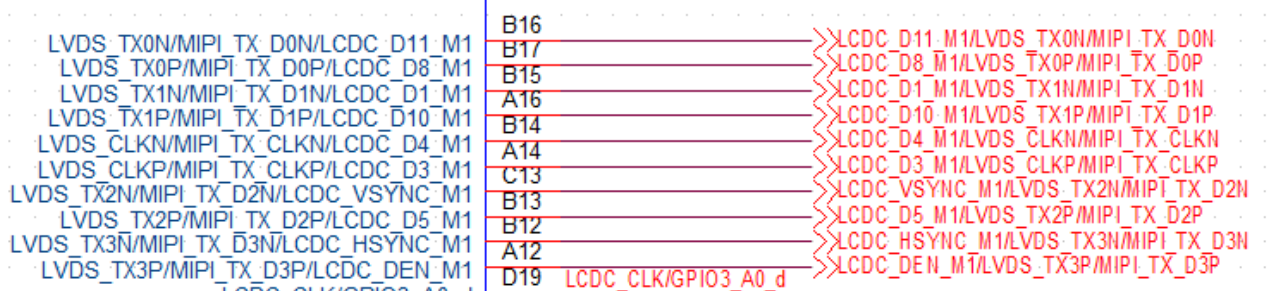 B16
LVDS_TX0N/MIPI_TX_D0N/LCDC_D11_M1 LCDC_D11_M1/LVDS_TX0N/MIPI_TX_D0N
B17
LVDS_TX0P/MIPI_TX_D0P/LCDC_D8_M1 LCDC_D8_M1/LVDS_TX0P/MIPI_TX_D0P
B15
LVDS_TX1N/MIPI_TX_D1N/LCDC_D1_M1 LCDC_D1_M1/LVDS_TX1N/MIPI_TX_D1N
A16
LVDS_TX1P/MIPI_TX_D1P/LCDC_D10_M1 LCDC_D10_M1/LVDS_TX1P/MIPI_TX_D1P
B14
LVDS_CLKN/MIPI_TX_CLKN/LCDC_D4_M1 LCDC_D4_M1/LVDS_CLKN/MIPI_TX_CLKN
A14
LVDS_CLKP/MIPI_TX_CLKP/LCDC_D3_M1 LCDC_D3_M1/LVDS_CLKP/MIPI_TX_CLKP
C13
LVDS_TX2N/MIPI_TX_D2N/LCDC_VSYNC_M1 LCDC_VSYNC_M1/LVDS_TX2N/MIPI_TX_D2N
B13
LVDS_TX2P/MIPI_TX_D2P/LCDC_D5_M1 LCDC_D5_M1/LVDS_TX2P/MIPI_TX_D2P
B12
LVDS_TX3N/MIPI_TX_D3N/LCDC_HSYNC_M1 LCDC_HSYNC_M1/LVDS_TX3N/MIPI_TX_D3N
A12
LVDS_TX3P/MIPI_TX_D3P/LCDC_DEN_M1 LCDC_DEN_M1/LVDS_TX3P/MIPI_TX_D3P
D19 LCDC_CLK/GPIO3_A0_d